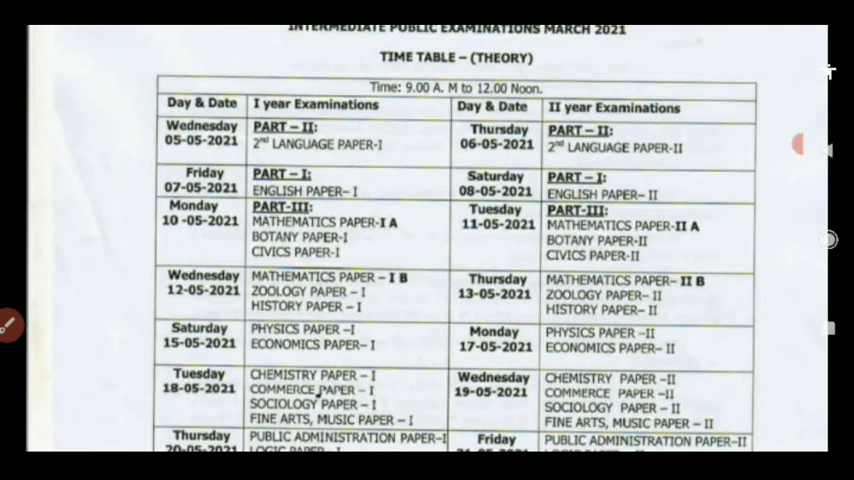 INTERMEDIATE PUBLIC EXAMINATIONS MARCH 2021
TIME TABLE – (THEORY)
Time: 9.00 A. M to 12.00 Noon.
Day & Date I year Examinations Day & Date II year Examinations
Wednesday 05-05-2021
PART – II:
2nd LANGUAGE PAPER-I
Thursday 06-05-2021
PART – II:
2nd LANGUAGE PAPER-II
Friday 07-05-2021
PART – I:
ENGLISH PAPER– I
Saturday 08-05-2021
PART – I:
ENGLISH PAPER– II
Monday 10 -05-2021
PART-III:
MATHEMATICS PAPER-I A
BOTANY PAPER-I
CIVICS PAPER-I
Tuesday 11-05-2021
PART-III:
MATHEMATICS PAPER-II A
BOTANY PAPER-II
CIVICS PAPER-II
Wednesday 12-05-2021
MATHEMATICS PAPER – I B
ZOOLOGY PAPER – I
HISTORY PAPER – I
Thursday 13-05-2021
MATHEMATICS PAPER– II B
ZOOLOGY PAPER– II
HISTORY PAPER– II
Saturday 15-05-2021
PHYSICS PAPER –I
ECONOMICS PAPER– I
Monday 17-05-2021
PHYSICS PAPER –II
ECONOMICS PAPER– II
Tuesday 18-05-2021
CHEMISTRY PAPER – I
COMMERCE PAPER – I
SOCIOLOGY PAPER – I
FINE ARTS, MUSIC PAPER – I
Wednesday 19-05-2021
CHEMISTRY PAPER –II
COMMERCE PAPER –II
SOCIOLOGY PAPER – II
FINE ARTS, MUSIC PAPER – II
Thursday 20-05-2021
PUBLIC ADMINISTRATION PAPER-I
Friday
PUBLIC ADMINISTRATION PAPER-II